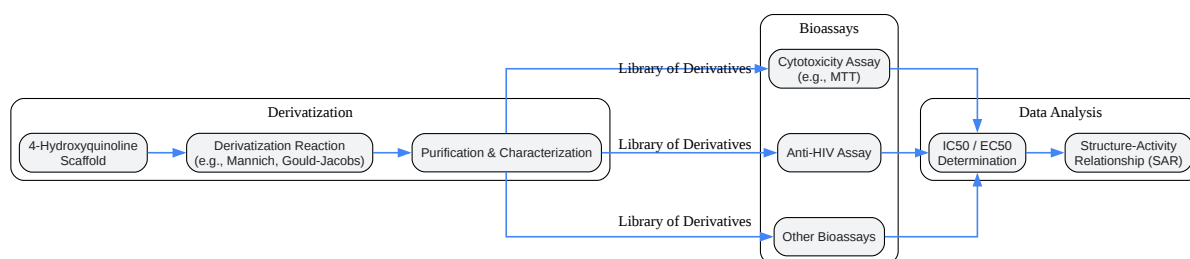 Derivatization
4-Hydroxyquinoline
Scaffold
Derivatization Reaction
(e.g., Mannich, Gould-Jacobs)
Purification & Characterization
Library of Derivatives
Library of Derivatives
Library of Derivatives
Bioassays
Cytotoxicity Assay
(e.g., MTT)
Anti-HIV Assay
Other Bioassays
Data Analysis
IC50 / EC50
Determination
Structure-Activity
Relationship (SAR)